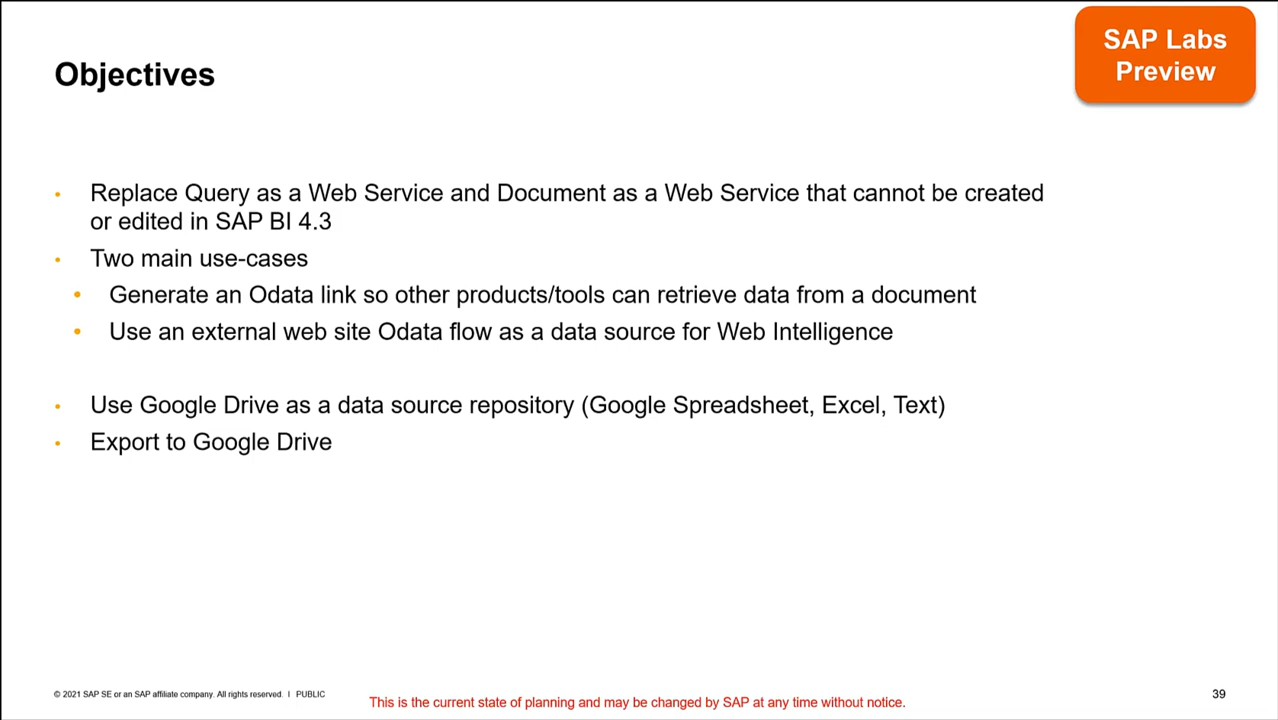 SAP Labs
Preview
Objectives
• Replace Query as a Web Service and Document as a Web Service that cannot be created
or edited in SAP BI 4.3
• Two main use-cases
• Generate an Odata link so other products/tools can retrieve data from a document
• Use an external web site Odata flow as a data source for Web Intelligence
• Use Google Drive as a data source repository (Google Spreadsheet, Excel, Text)
• Export to Google Drive
© 2021 SAP SE or an SAP affiliate company. All rights reserved. I PUBLIC
This is the current state of planning and may be changed by SAP at any time without notice.
39